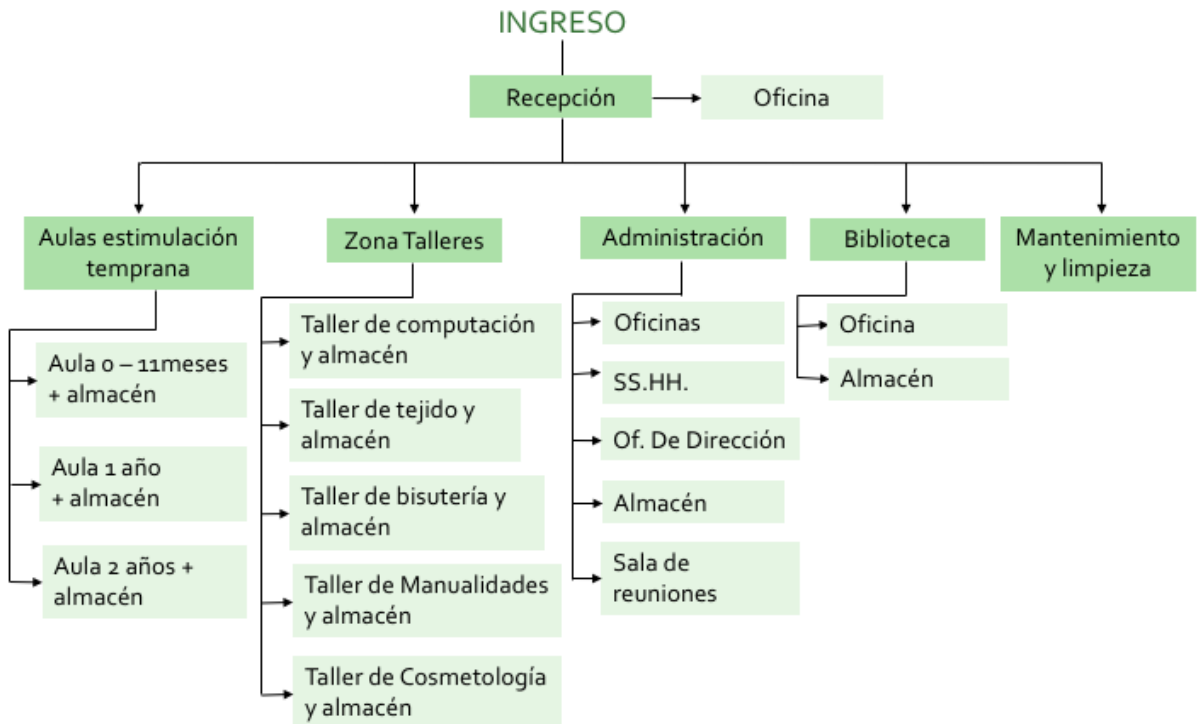 INGRESO
Recepción
Oficina
Aulas estimulación
temprana
Zona Talleres
Administración
Biblioteca
Mantenimiento
y limpieza
Aula 0 – 11meses
+ almacén
Aula 1 año
+ almacén
Aula 2 años +
almacén
Taller de computación
y almacén
Taller de tejido y
almacén
Taller de bisutería y
almacén
Taller de Manualidades
y almacén
Taller de Cosmetología
y almacén
Oficinas
SS.HH.
Of. De Dirección
Almacén
Sala de
reuniones
Oficina
Almacén